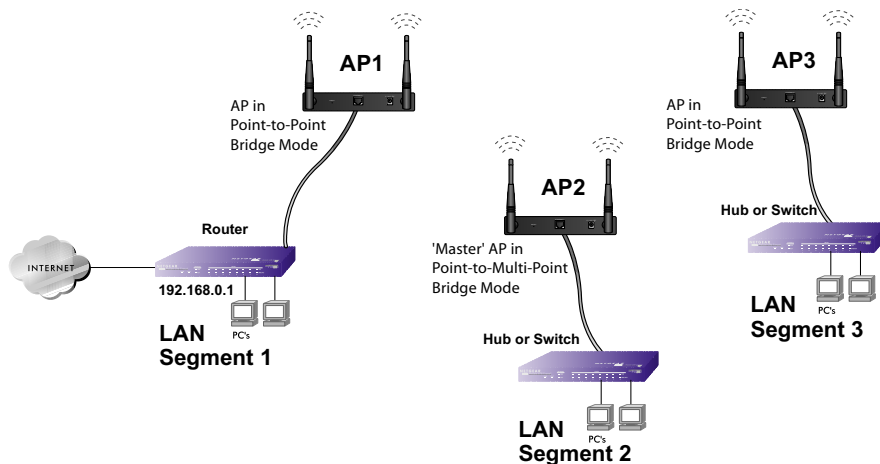 AP1
AP in
Point-to-Point
Bridge Mode
Router
INTERNET
192.168.0.1
PC's
LAN
Segment 1
AP2
'Master' AP in
Point-to-Multi-Point
Bridge Mode
Hub or Switch
PC's
LAN
Segment 2
AP3
AP in
Point-to-Point
Bridge Mode
Hub or Switch
PC's
LAN
Segment 3